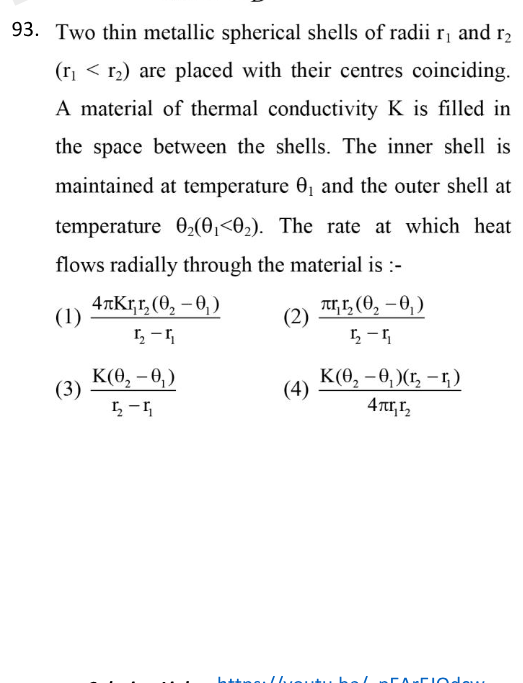 93. Two thin metallic spherical shells of radii r₁ and r₂
(r₁ < r₂) are placed with their centres coinciding.
A material of thermal conductivity K is filled in
the space between the shells. The inner shell is
maintained at temperature θ₁ and the outer shell at
temperature θ₂(θ₁<θ₂). The rate at which heat
flows radially through the material is :-
(1) 4πKr₁r₂(θ₂ − θ₁) / r₂ − r₁
(2) πr₁r₂(θ₂ − θ₁) / r₂ − r₁
(3) K(θ₂ − θ₁) / r₂ − r₁
(4) K(θ₂ − θ₁)(r₂ − r₁) / 4πr₁r₂